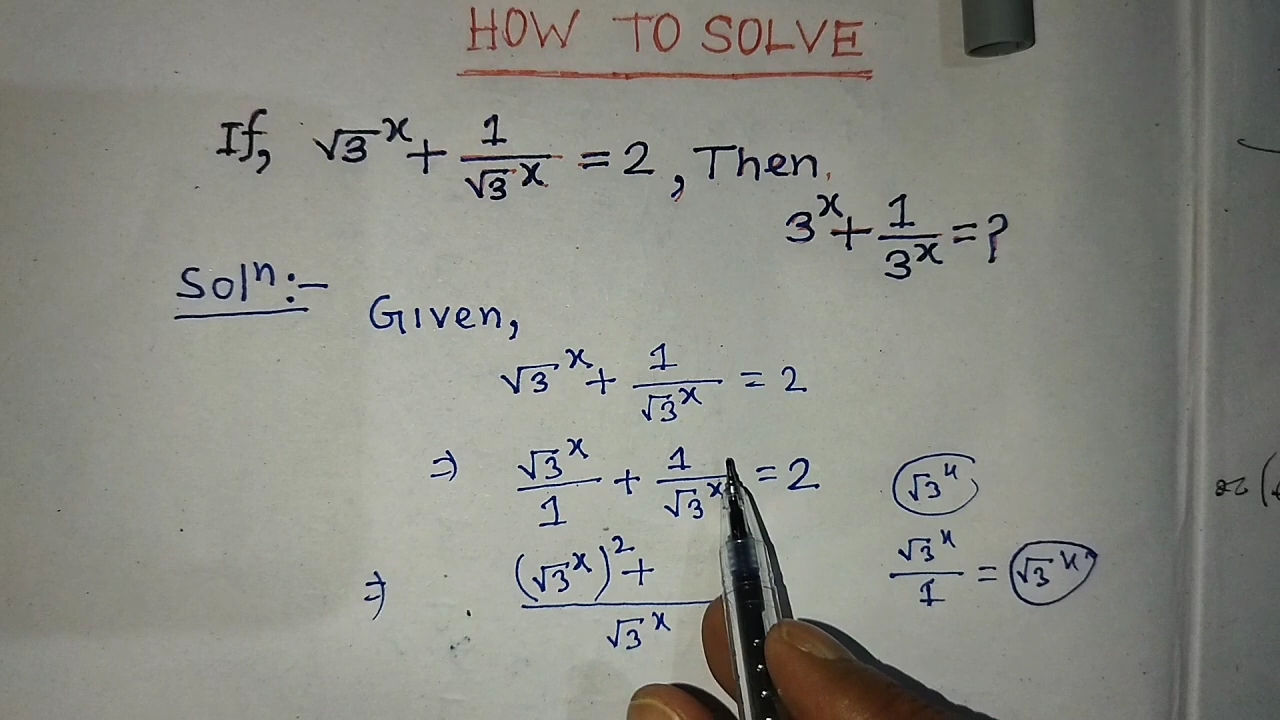 HOW TO SOLVE
If, √3^x + 1/√3^x = 2, Then,
3^x + 1/3^x = ?
Solⁿ:-
Given,
√3^x + 1/√3^x = 2
⇒ √3^x/1 + 1/√3^x = 2
√3^x
⇒ (√3^x)² + / √3^x
√3^x/1 = √3^x